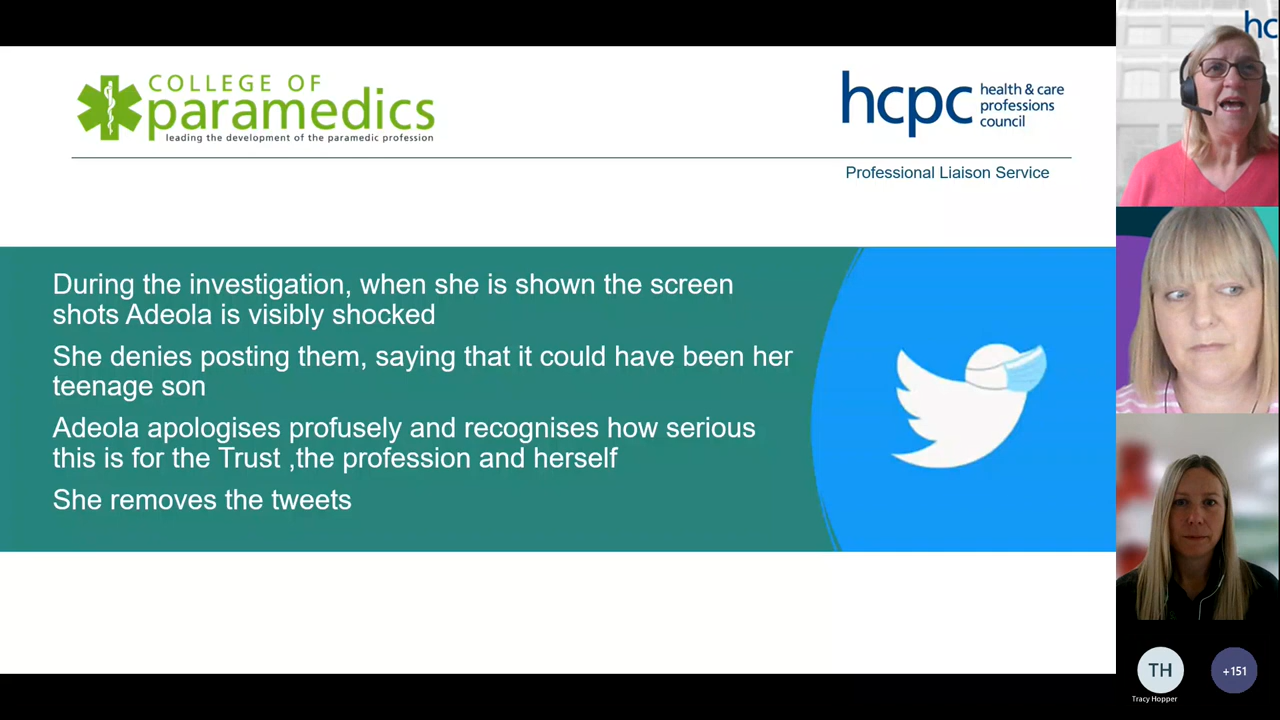 COLLEGE OF
paramedics
leading the development of the paramedic profession
hcpc
health & care
professions
council
Professional Liaison Service
During the investigation, when she is shown the screen
shots Adeola is visibly shocked
She denies posting them, saying that it could have been her
teenage son
Adeola apologises profusely and recognises how serious
this is for the Trust ,the profession and herself
She removes the tweets
hc
TH
Tracy Hopper
+151